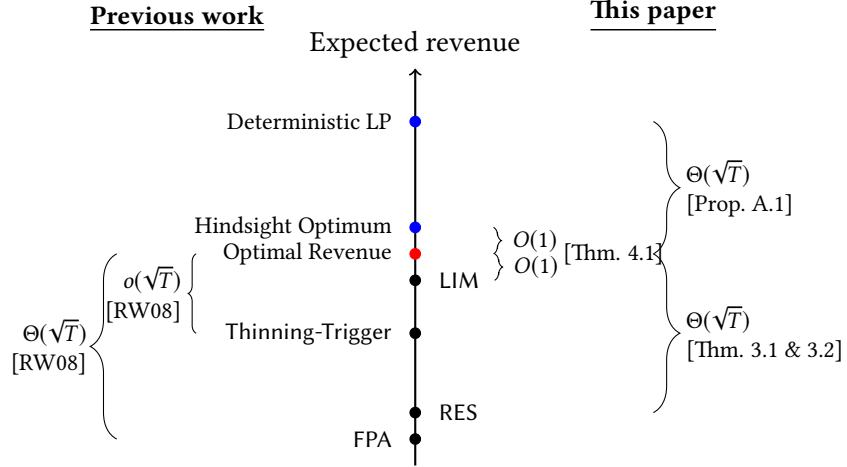 Previous work
This paper
Expected revenue
Deterministic LP
Θ(√T)
[Prop. A.1]
Hindsight Optimum
Optimal Revenue
O(1)
O(1)
[Thm. 4.1]
LIM
o(√T)
[RW08]
Θ(√T)
[RW08]
Thinning-Trigger
Θ(√T)
[Thm. 3.1 & 3.2]
RES
FPA